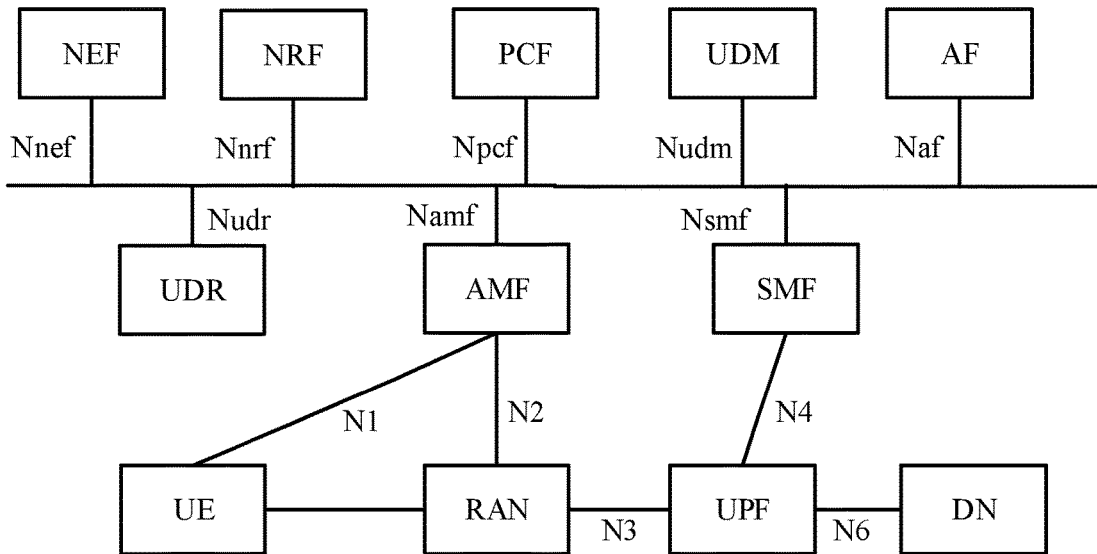 NEF NRF PCF UDM AF
Nnef Nnrf Npcf Nudm Naf
Nudr Namf Nsmf
UDR AMF SMF
N1 N2 N4
UE RAN UPF DN
N3 N6